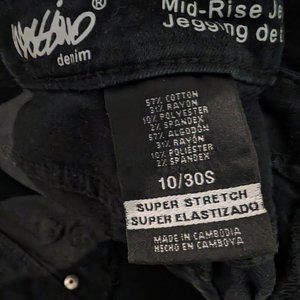 mossimo®
denim
Mid-Rise Je
Jegging de
57% COTTON
31% RAYON
10% POLYESTER
2% SPANDEX
57% ALGODÓN
31% RAYÓN
10% POLIÉSTER
2% SPANDEX
10/30S
SUPER STRETCH
SUPER ELASTIZADO
MADE IN CAMBODIA
HECHO EN CAMBOYA